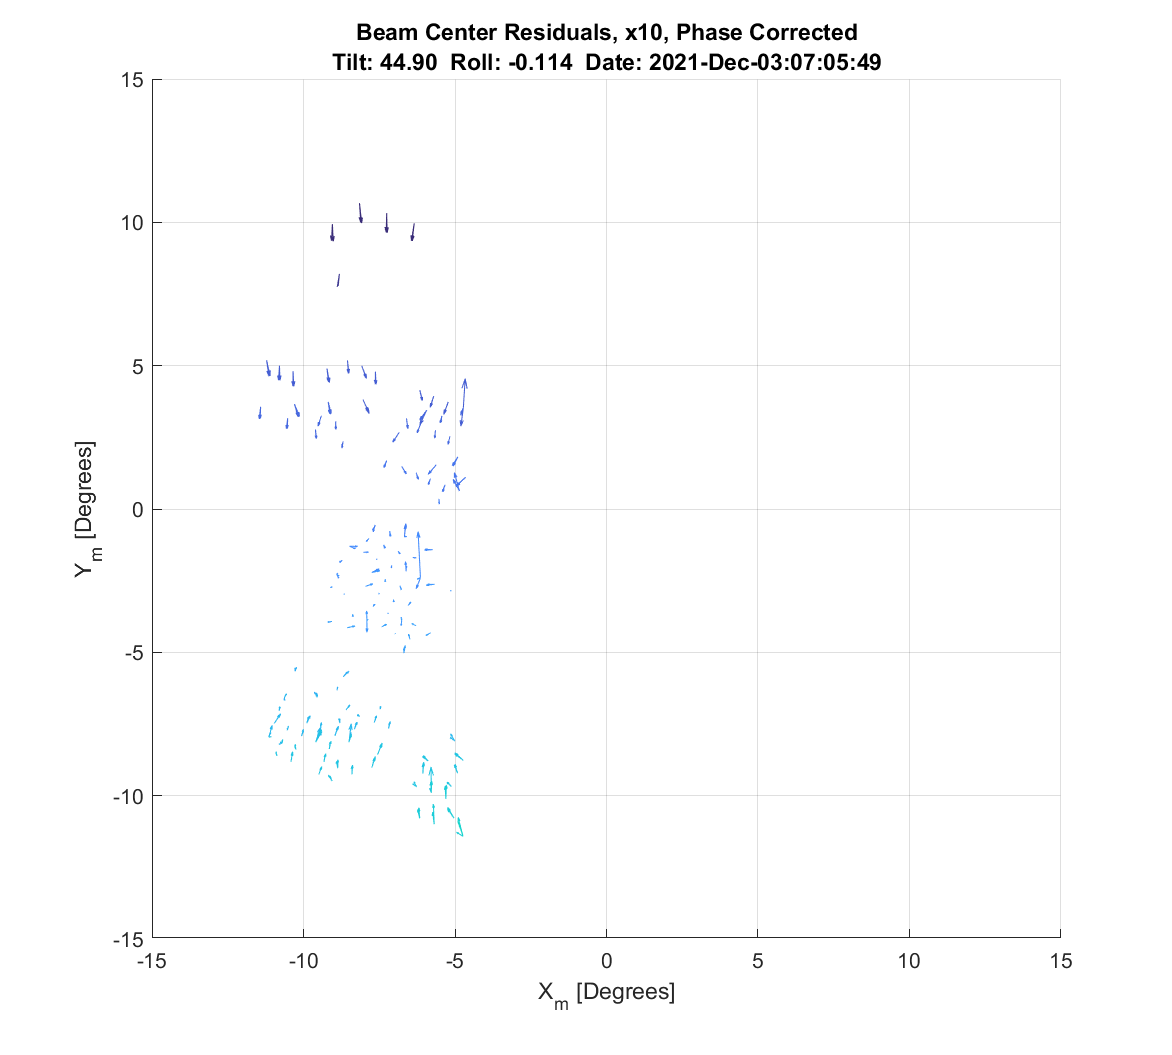 Beam Center Residuals, x10, Phase Corrected
Tilt: 44.90 Roll: -0.114 Date: 2021-Dec-03:07:05:49
15
10
5
0
-5
-10
-15
Y_m [Degrees]
-15 -10 -5 0 5 10 15
X_m [Degrees]